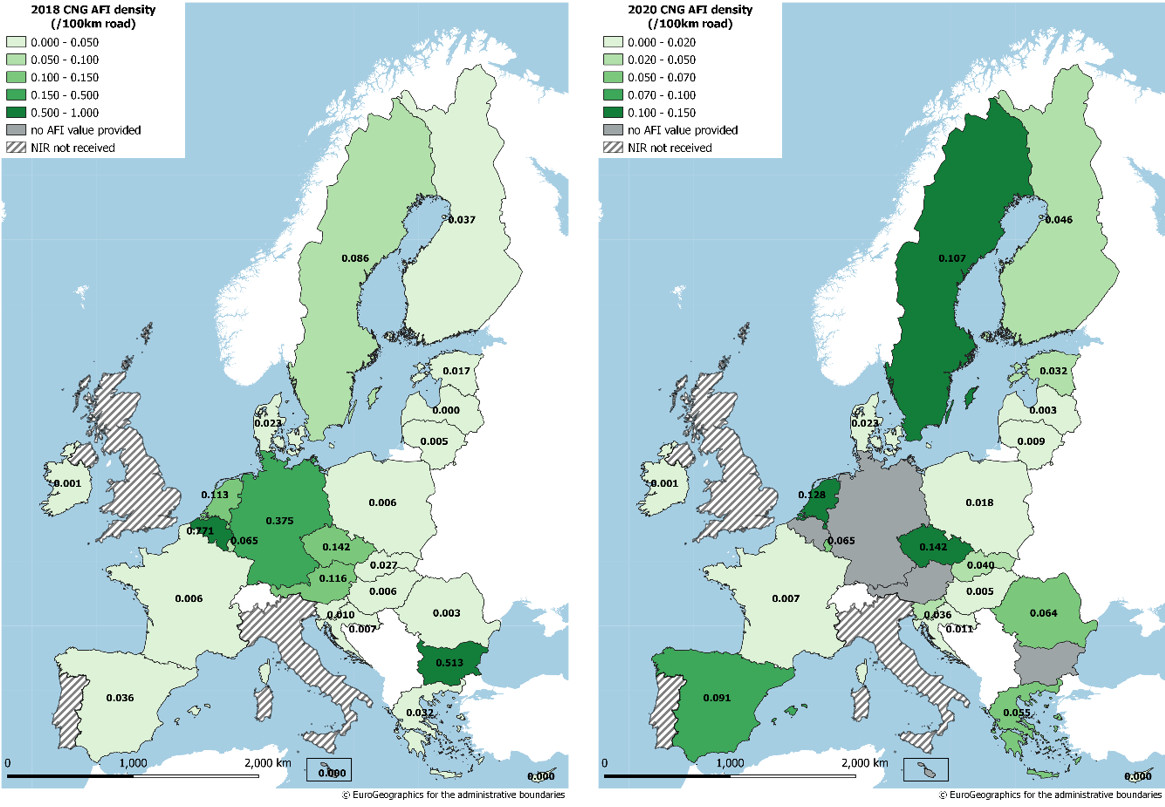 2018 CNG AFI density
(/100km road)
0.000 - 0.050
0.050 - 0.100
0.100 - 0.150
0.150 - 0.500
0.500 - 1.000
no AFI value provided
NIR not received
0.037
0.086
0.017
0.000
0.023
0.005
0.001
0.113
0.006
0.375
0.771
0.065
0.142
0.027
0.116
0.006
0.006
0.003
0.010
0.007
0.513
0.036
0.032
0 1,000 2,000 km
0.000
0.000
© EuroGeographics for the administrative boundaries
2020 CNG AFI density
(/100km road)
0.000 - 0.020
0.020 - 0.050
0.050 - 0.070
0.070 - 0.100
0.100 - 0.150
no AFI value provided
NIR not received
0.046
0.107
0.032
0.003
0.023
0.009
0.001
0.128
0.018
0.065
0.142
0.040
0.005
0.007
0.064
0.036
0.011
0.091
0.055
0 1,000 2,000 km
0.000
© EuroGeographics for the administrative boundaries